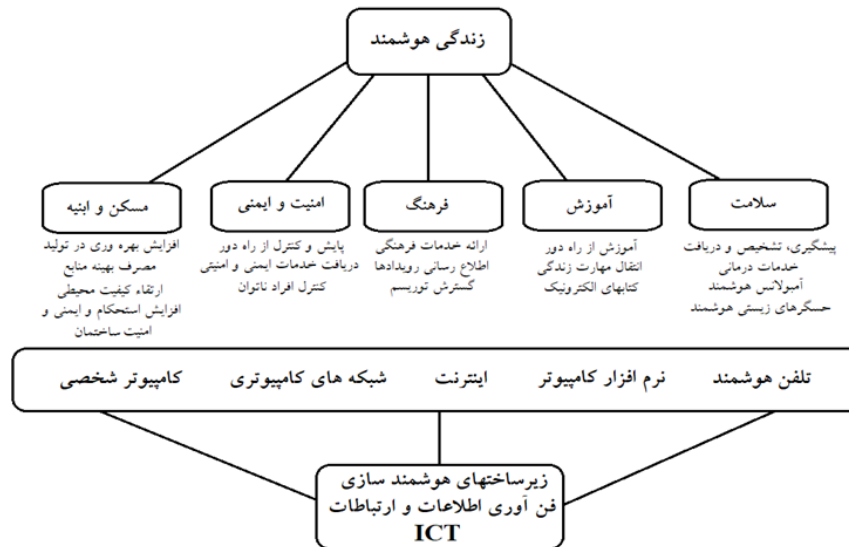 زندگی هوشمند
سلامت
پیشگیری، تشخیص و دریافت
خدمات درمانی
آمبولانس هوشمند
حسگرهای زیستی هوشمند
آموزش
آموزش از راه دور
انتقال مهارت زندگی
کتابهای الکترونیک
فرهنگ
ارائه خدمات فرهنگی
اطلاع رسانی رویدادها
گسترش توریسم
امنیت و ایمنی
پایش و کنترل از راه دور
دریافت خدمات ایمنی و امنیتی
کنترل افراد ناتوان
مسکن و ابنیه
افزایش بهره وری در تولید
مصرف بهینه منابع
ارتقاء کیفیت محیطی
افزایش استحکام و ایمنی و
امنیت ساختمان
تلفن هوشمند نرم افزار کامپیوتر اینترنت شبکه های کامپیوتری کامپیوتر شخصی
زیرساختهای هوشمند سازی
فن آوری اطلاعات و ارتباطات
ICT